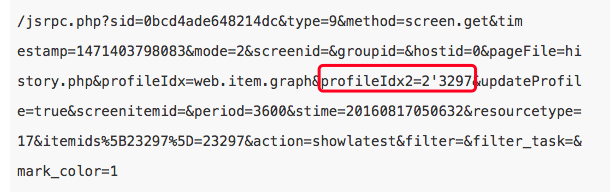 /jsrpc.php?sid=0bcd4ade648214dc&type=9&method=screen.get&tim
estamp=1471403798083&mode=2&screenid=&groupid=&hostid=0&pageFile=hi
story.php&profileIdx=web.item.graph&profileIdx2=2'3297&updateProfil
e=true&screenitemid=&period=3600&stime=20160817050632&resourcetype=
17&itemids%5B23297%5D=23297&action=showlatest&filter=&filter_task=&
mark_color=1